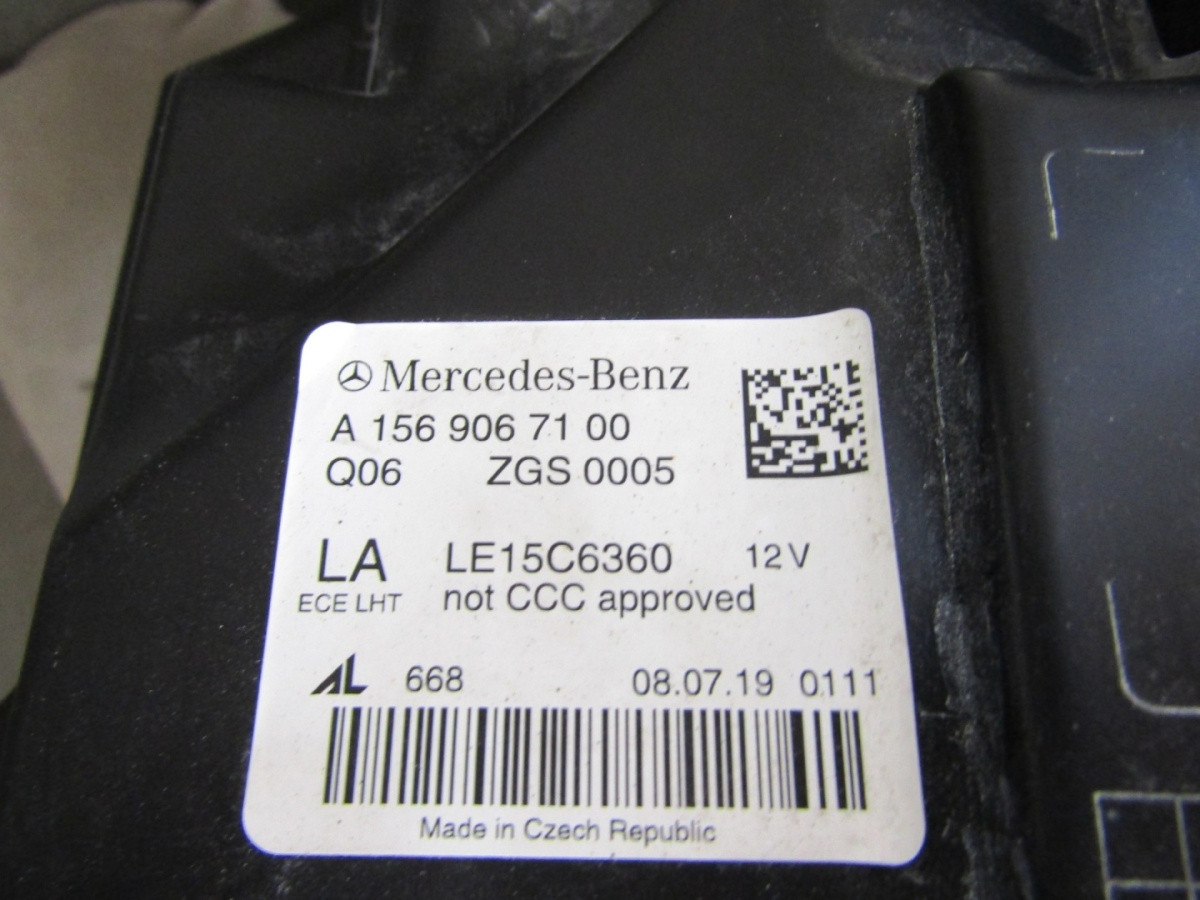 Mercedes-Benz
A 156 906 71 00
Q06 ZGS 0005
LA LE15C6360 12V
ECE LHT not CCC approved
AL 668 08.07.19 0111
Made in Czech Republic